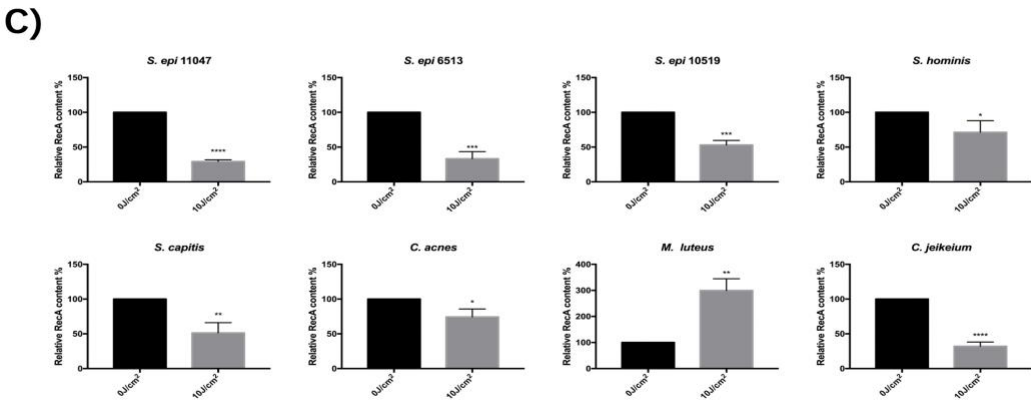 C)
S. epi 11047
S. epi 6513
S. epi 10519
S. hominis
Relative RecA content %
150
100
50
0
****
0J/cm²
10J/cm²
Relative RecA content %
150
100
50
0
***
0J/cm²
10J/cm²
Relative RecA content %
150
100
50
0
***
0J/cm²
10J/cm²
Relative RecA content %
150
100
50
0
*
0J/cm²
10J/cm²
S. capitis
C. acnes
M. luteus
C. jeikeium
Relative RecA content %
150
100
50
0
**
0J/cm²
10J/cm²
Relative RecA content %
150
100
50
0
*
0J/cm²
10J/cm²
Relative RecA content %
400
300
200
100
0
**
0J/cm²
10J/cm²
Relative RecA content %
150
100
50
0
****
0J/cm²
10J/cm²